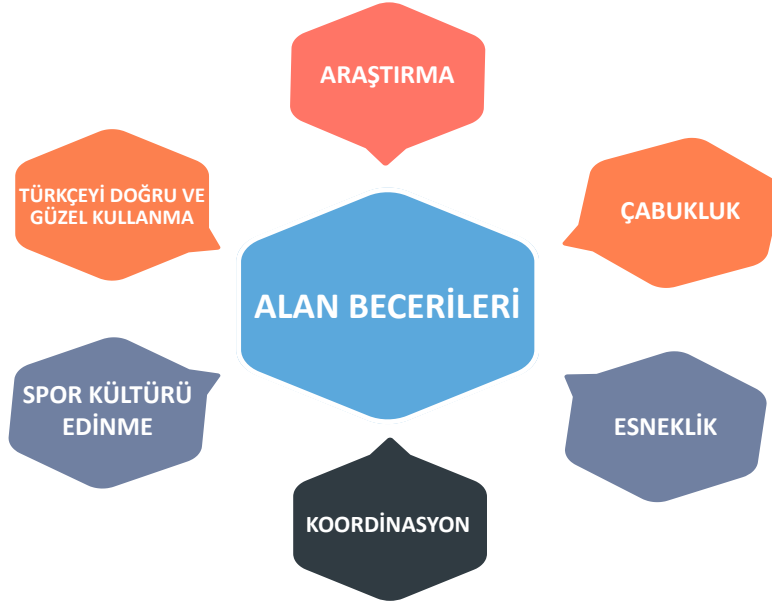 ARAŞTIRMA
TÜRKÇEYİ DOĞRU VE
GÜZEL KULLANMA
ÇABUKLUK
ALAN BECERİLERİ
SPOR KÜLTÜRÜ
EDİNME
ESNEKLİK
KOORDİNASYON